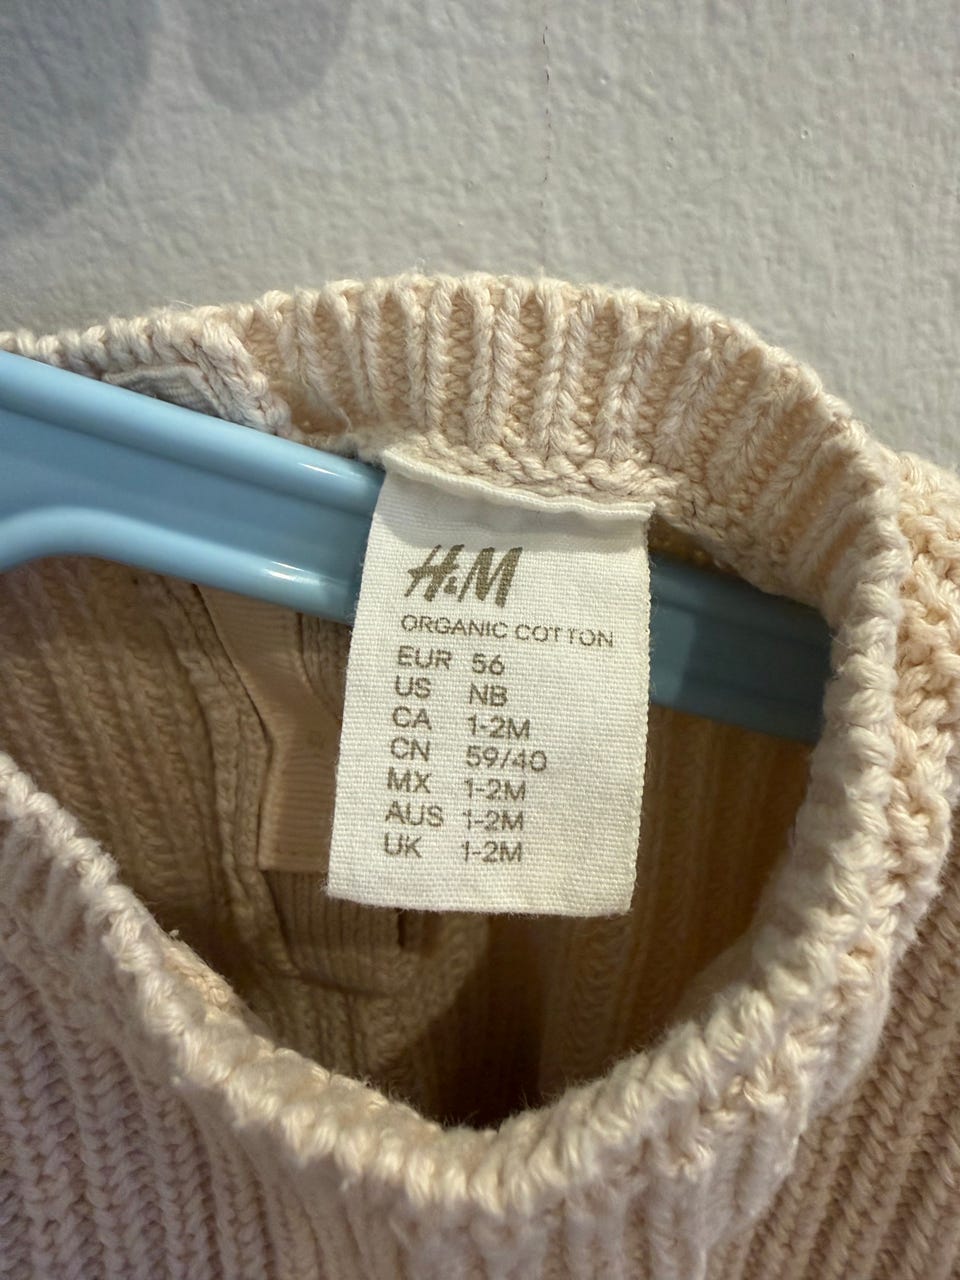 H&M
ORGANIC COTTON
EUR 56
US NB
CA 1-2M
CN 59/40
MX 1-2M
AUS 1-2M
UK 1-2M